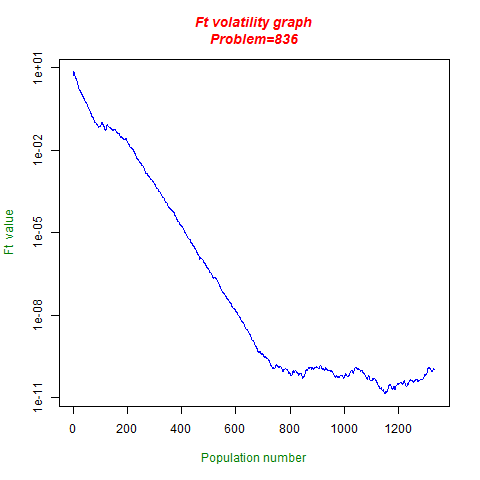 Ft volatility graph
Problem=836
1e+01
1e-02
1e-05
1e-08
1e-11
Ft value
0 200 400 600 800 1000 1200
Population number